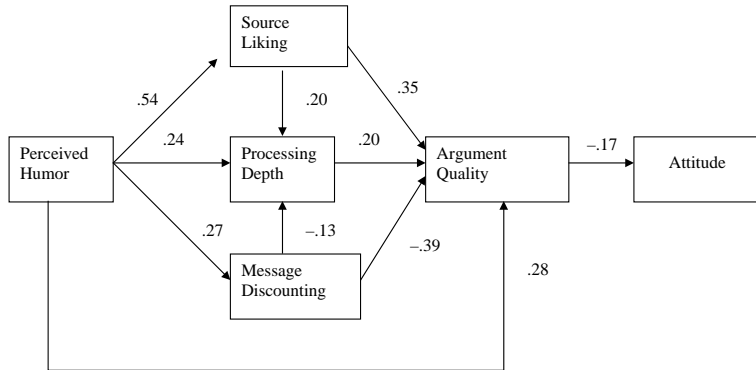 Source
Liking
.54
.20
.35
Perceived
Humor
.24
Processing
Depth
.20
Argument
Quality
–.17
Attitude
.27
–.13
–.39
Message
Discounting
.28